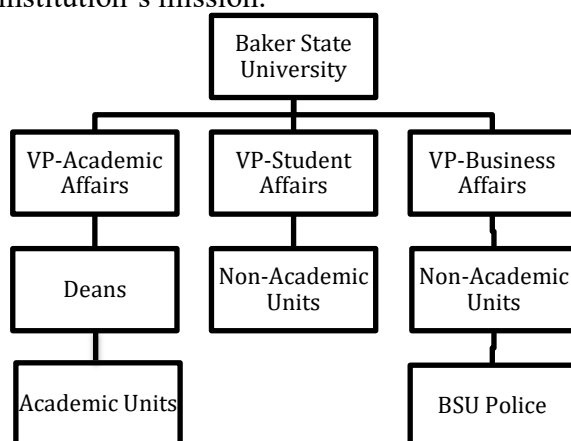 institution's mission.
Baker State
University
VP-Academic
Affairs
VP-Student
Affairs
VP-Business
Affairs
Deans
Non-Academic
Units
Non-Academic
Units
Academic Units
BSU Police